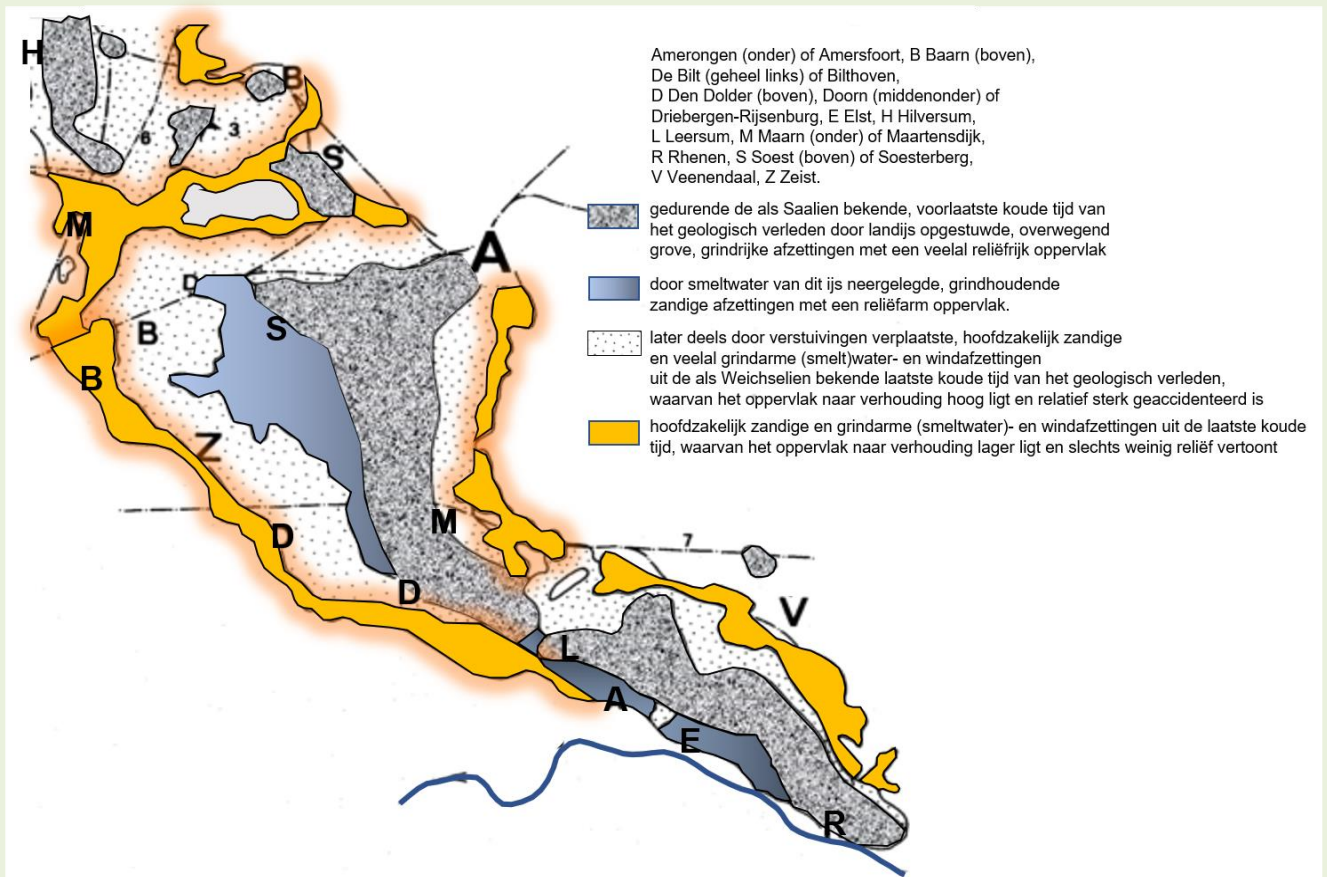 Amerongen (onder) of Amersfoort, B Baarn (boven),
De Bilt (geheel links) of Bilthoven,
D Den Dolder (boven), Doorn (middenonder) of
Driebergen-Rijsenburg, E Elst, H Hilversum,
L Leersum, M Maarn (onder) of Maartensdijk,
R Rhenen, S Soest (boven) of Soesterberg,
V Veenendaal, Z Zeist.
gedurende de als Saalien bekende, voorlaatste koude tijd van
het geologisch verleden door landijs opgestuwde, overwegend
grove, grindrijke afzettingen met een veelal reliëfrijk oppervlak
door smeltwater van dit ijs neergelegde, grindhoudende
zandige afzettingen met een reliëfarm oppervlak.
later deels door verstuivingen verplaatste, hoofdzakelijk zandige
en veelal grindarme (smelt)water- en windafzettingen
uit de als Weichselien bekende laatste koude tijd van het geologisch verleden,
waarvan het oppervlak naar verhouding hoog ligt en relatief sterk geaccidenteerd is
hoofdzakelijk zandige en grindarme (smeltwater)- en windafzettingen uit de laatste koude
tijd, waarvan het oppervlak naar verhouding lager ligt en slechts weinig reliëf vertoont
H
B
3
6
S
M
A
D
S
B
B
Z
M
D
7
D
V
L
A
E
R